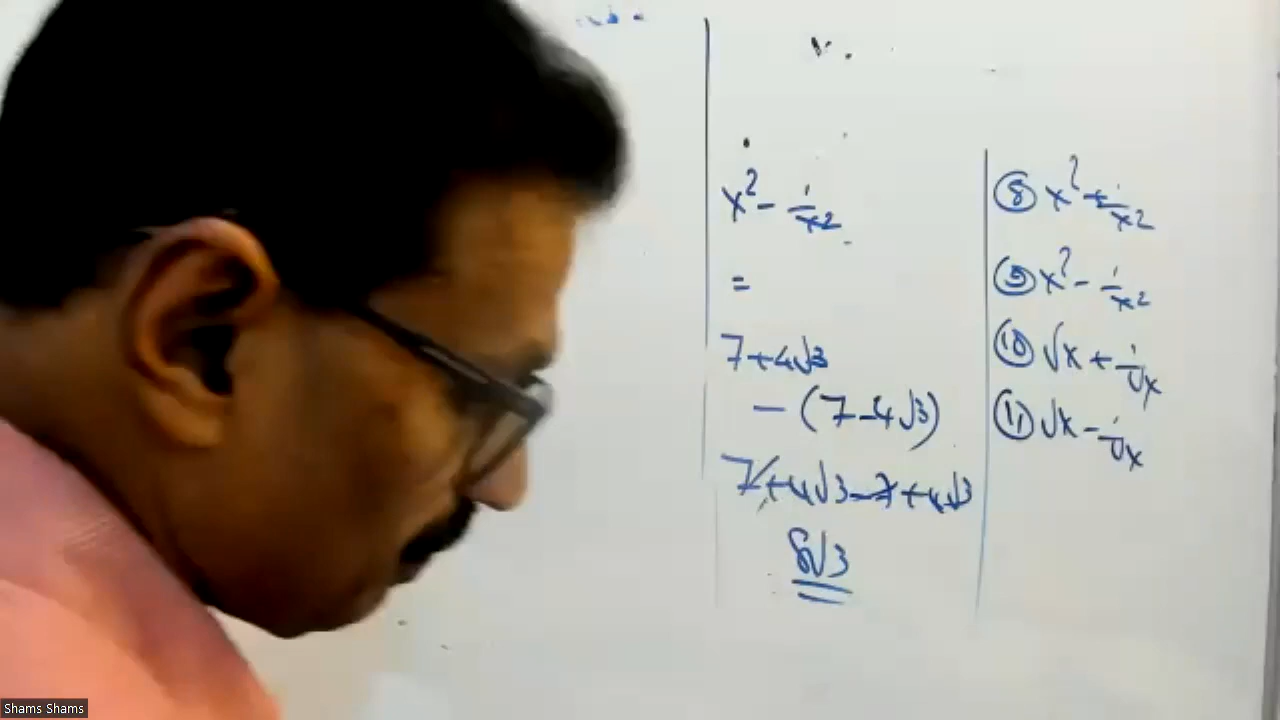 x² - 1/x²
=
7+4√3
- (7-4√3)
7+4√3-7+4√3
8√3
⑧ x² + 1/x²
⑨ x² - 1/x²
⑩ √x + 1/√x
⑪ √x - 1/√x
Shams Shams